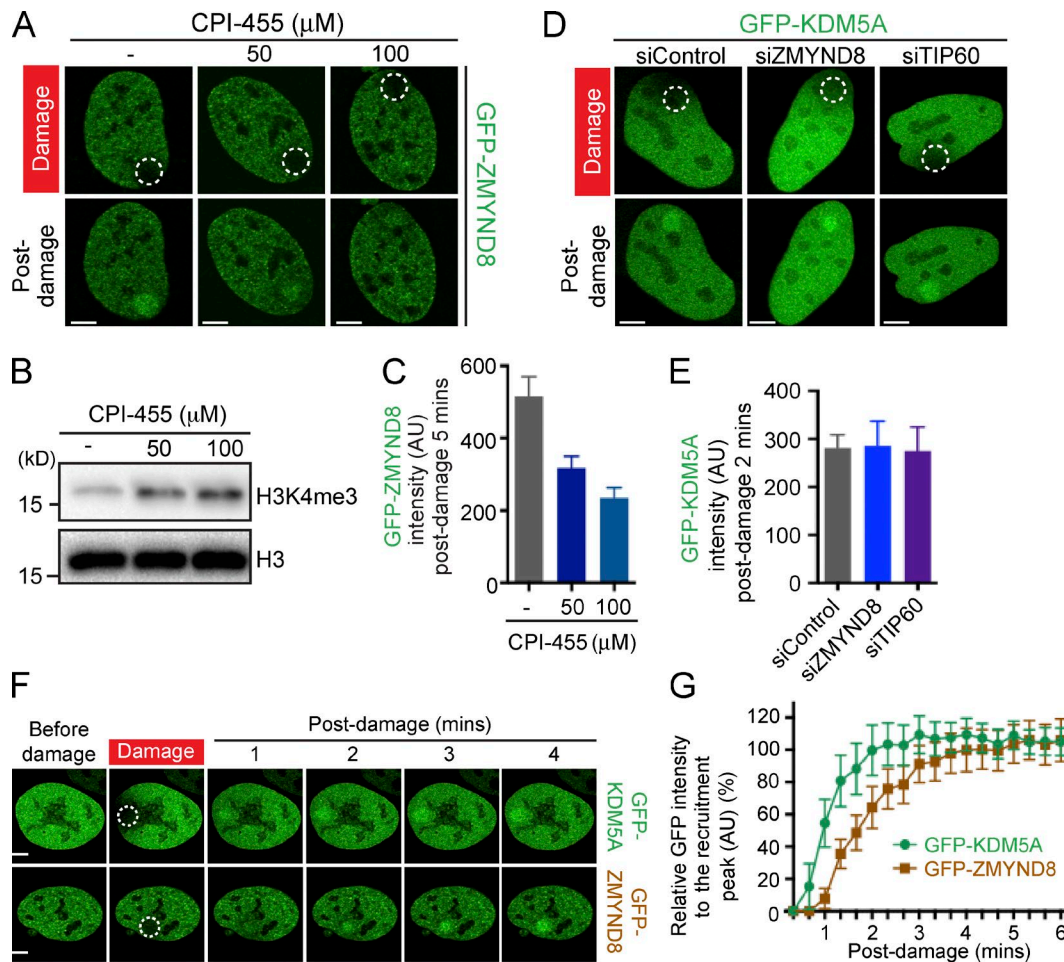 A
CPI-455 (μM)
- 50 100
Damage
Post-
damage
GFP-ZMYND8
D
GFP-KDM5A
siControl siZMYND8 siTIP60
Damage
Post-
damage
B
CPI-455 (μM)
- 50 100
(kD)
15
H3K4me3
15
H3
C
GFP-ZMYND8
intensity (AU)
post-damage 5 mins
600
400
200
0
- 50 100
CPI-455 (μM)
E
GFP-KDM5A
intensity (AU)
post-damage 2 mins
400
300
200
100
0
siControl
siZMYND8
siTIP60
F
Before
damage
Damage
Post-damage (mins)
1 2 3 4
GFP-
KDM5A
GFP-
ZMYND8
G
Relative GFP intensity
to the recruitment
peak (AU) (%)
120
100
80
60
40
20
0
GFP-KDM5A
GFP-ZMYND8
1 2 3 4 5 6
Post-damage (mins)